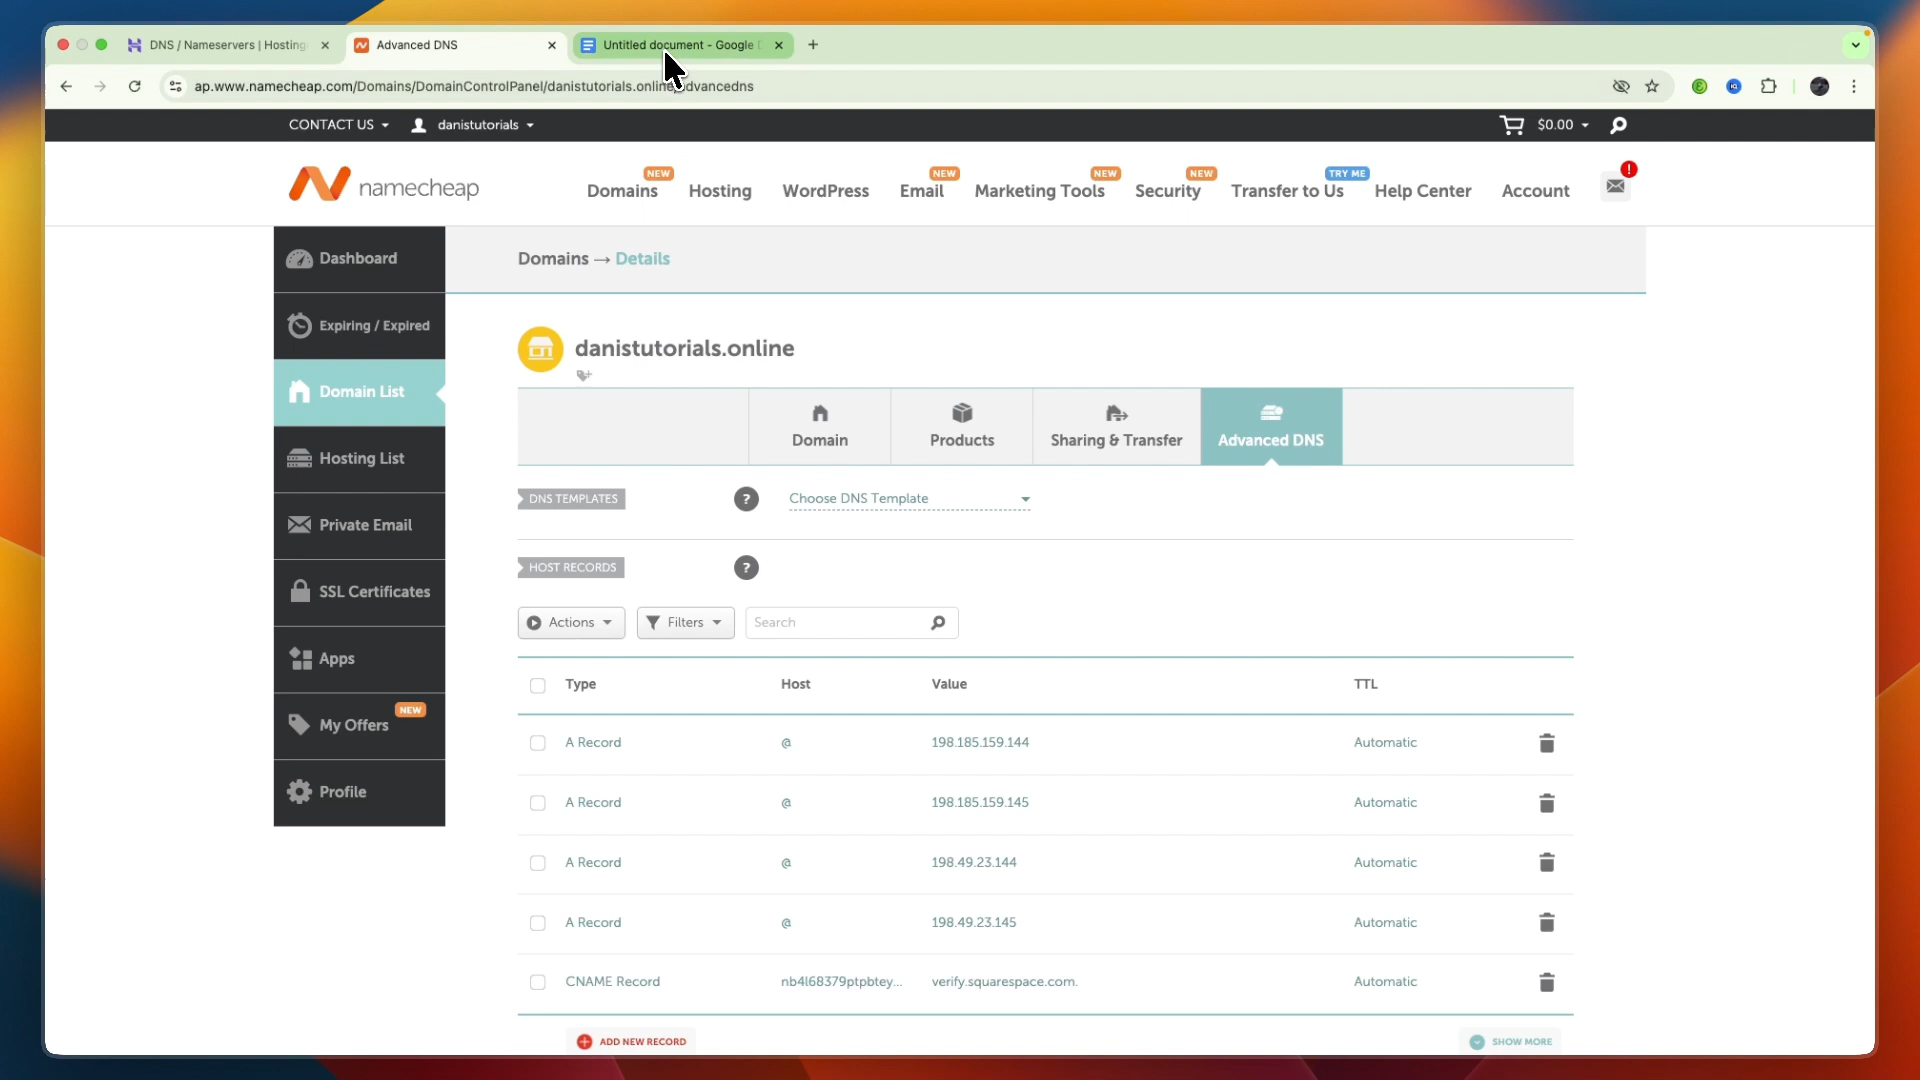 DNS / Nameservers | Hosting
Advanced DNS
Untitled document - Google D
ap.www.namecheap.com/Domains/DomainControlPanel/danistutorials.online/advancedns
CONTACT US
danistutorials
$0.00
namecheap
Domains
NEW
Hosting
WordPress
Email
NEW
Marketing Tools
NEW
Security
NEW
Transfer to Us
TRY ME
Help Center
Account
!
Dashboard
Expiring / Expired
Domain List
Hosting List
Private Email
SSL Certificates
Apps
My Offers
NEW
Profile
Domains → Details
danistutorials.online
Domain
Products
Sharing & Transfer
Advanced DNS
DNS TEMPLATES
?
Choose DNS Template
HOST RECORDS
?
Actions
Filters
Search
Type Host Value TTL
A Record @ 198.185.159.144 Automatic
A Record @ 198.185.159.145 Automatic
A Record @ 198.49.23.144 Automatic
A Record @ 198.49.23.145 Automatic
CNAME Record nb4l68379ptpbtey... verify.squarespace.com. Automatic
ADD NEW RECORD
SHOW MORE